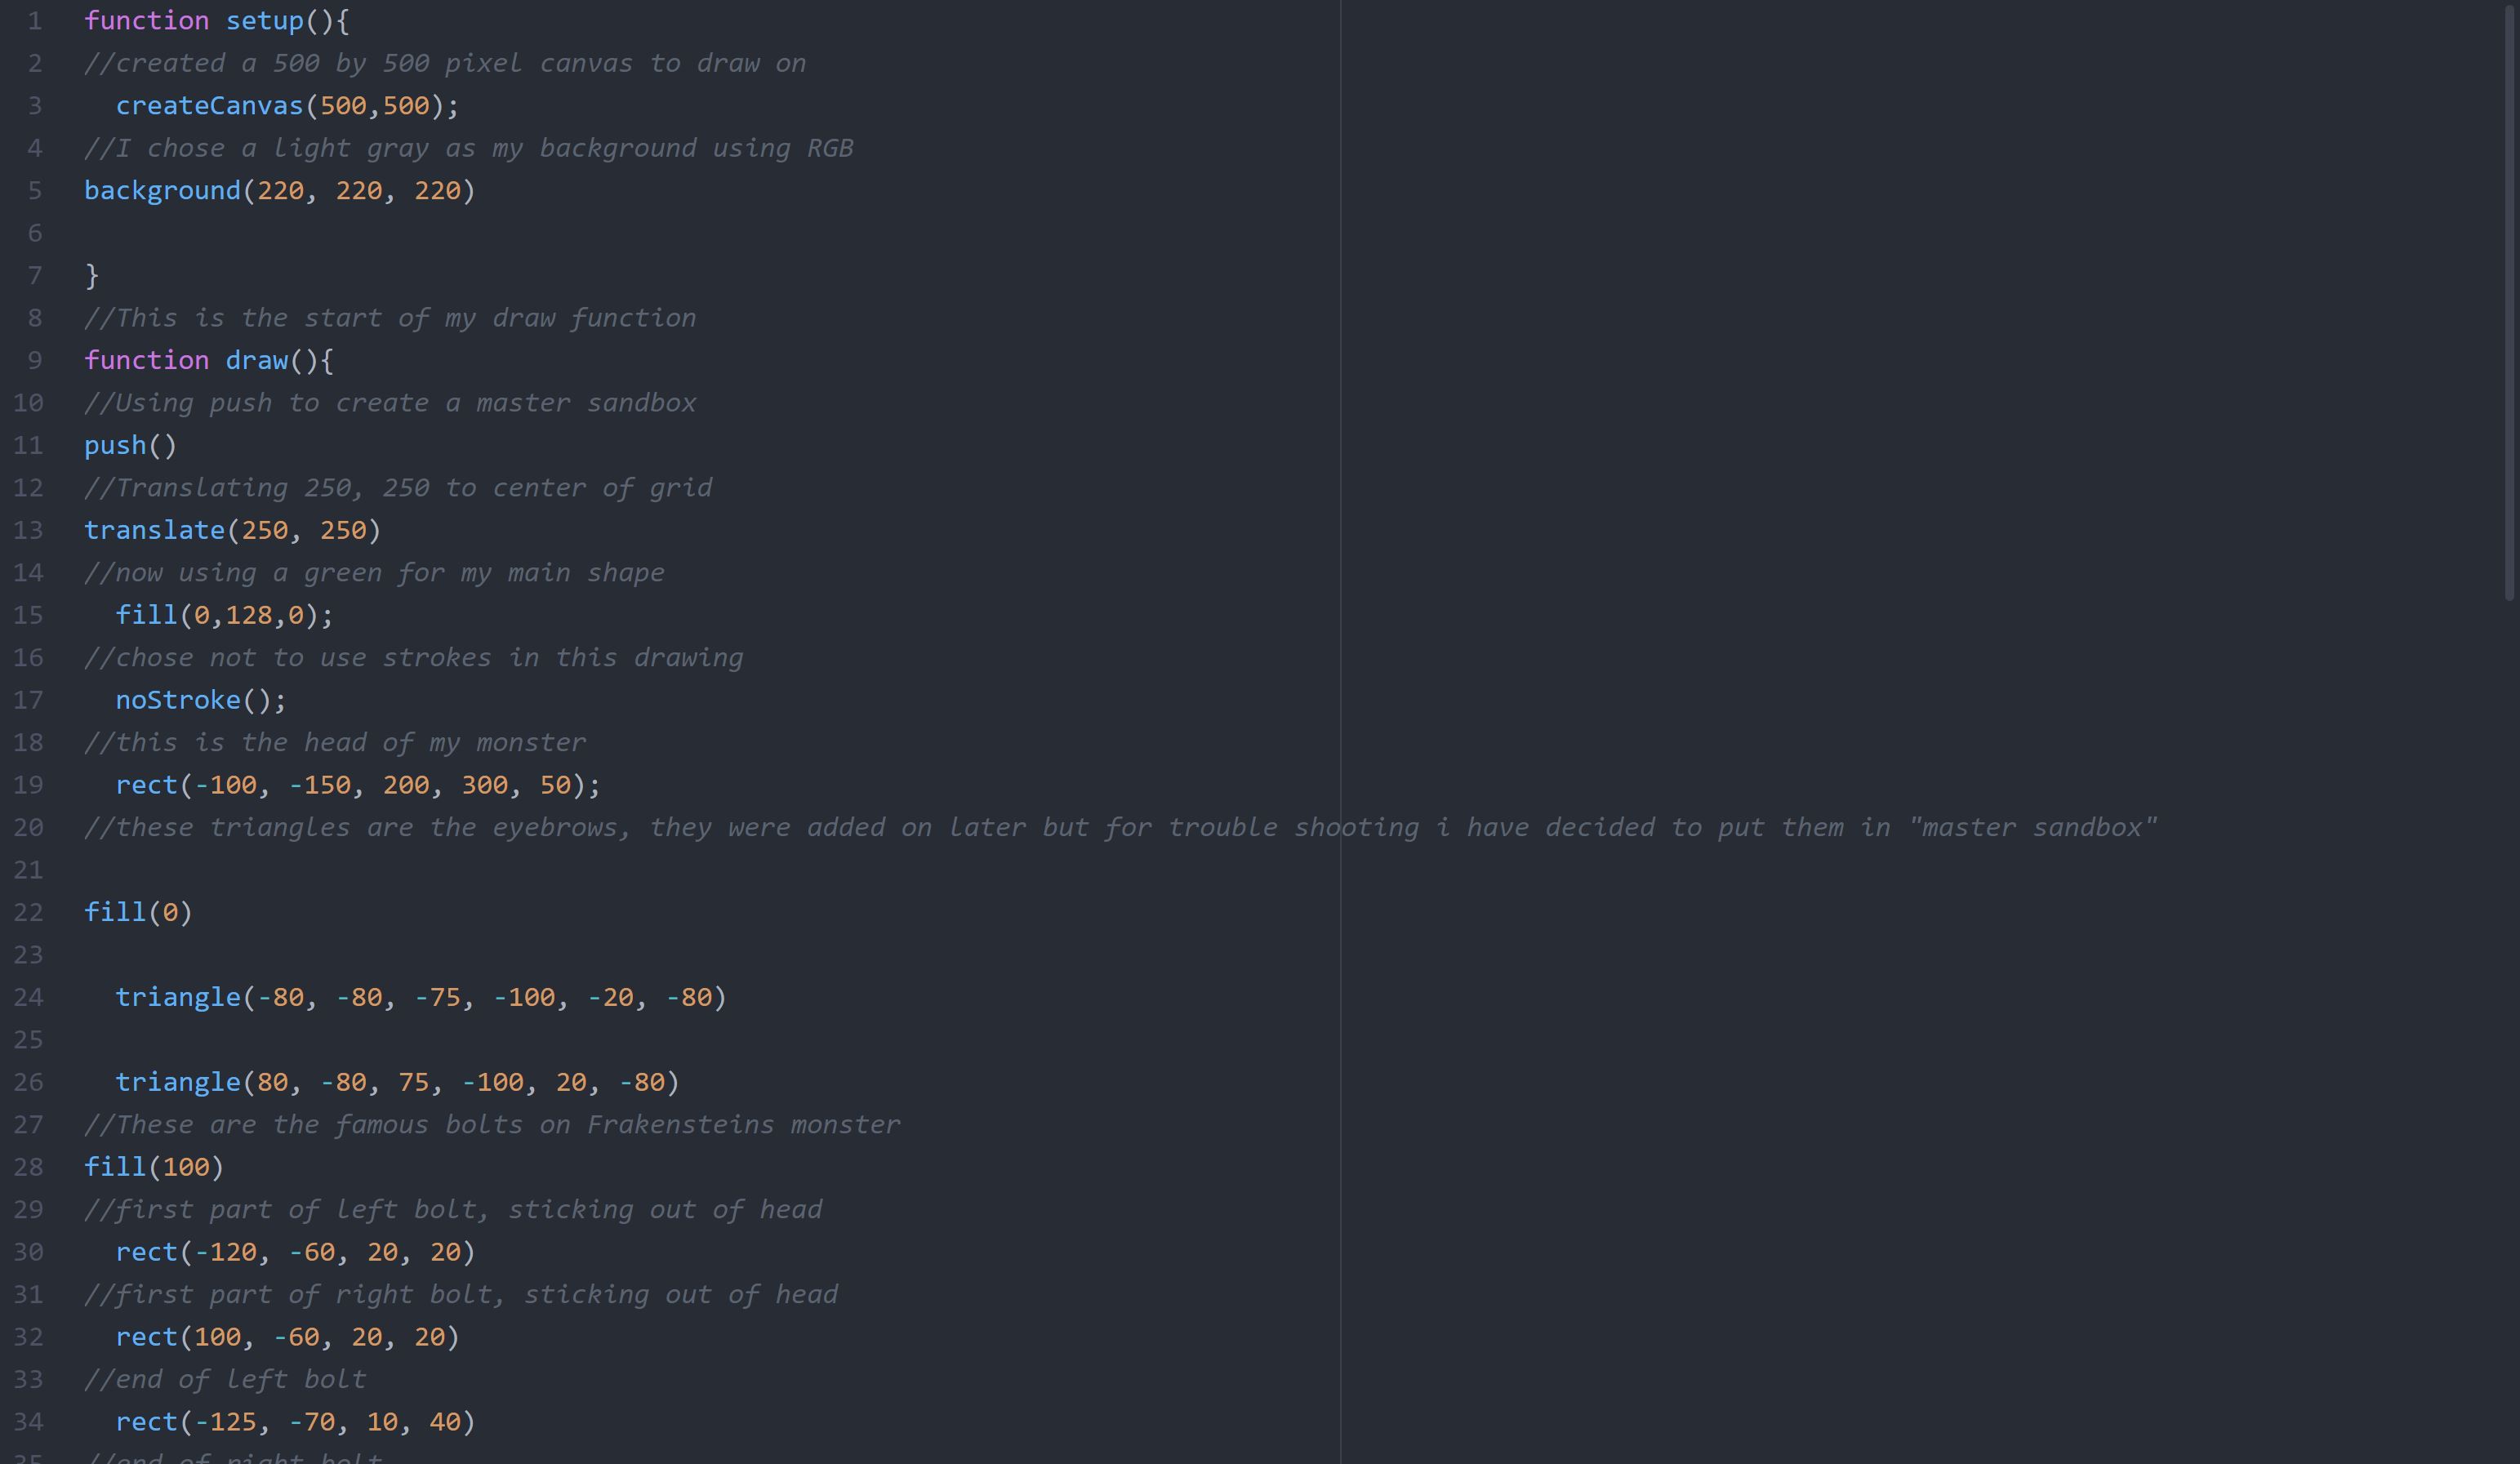 1 function setup(){
2 //created a 500 by 500 pixel canvas to draw on
3 createCanvas(500,500);
4 //I chose a light gray as my background using RGB
5 background(220, 220, 220)
6
7 }
8 //This is the start of my draw function
9 function draw(){
10 //Using push to create a master sandbox
11 push()
12 //Translating 250, 250 to center of grid
13 translate(250, 250)
14 //now using a green for my main shape
15 fill(0,128,0);
16 //chose not to use strokes in this drawing
17 noStroke();
18 //this is the head of my monster
19 rect(-100, -150, 200, 300, 50);
20 //these triangles are the eyebrows, they were added on later but for trouble shooting i have decided to put them in "master sandbox"
21
22 fill(0)
23
24 triangle(-80, -80, -75, -100, -20, -80)
25
26 triangle(80, -80, 75, -100, 20, -80)
27 //These are the famous bolts on Frakensteins monster
28 fill(100)
29 //first part of left bolt, sticking out of head
30 rect(-120, -60, 20, 20)
31 //first part of right bolt, sticking out of head
32 rect(100, -60, 20, 20)
33 //end of left bolt
34 rect(-125, -70, 10, 40)
35 //end of right bolt